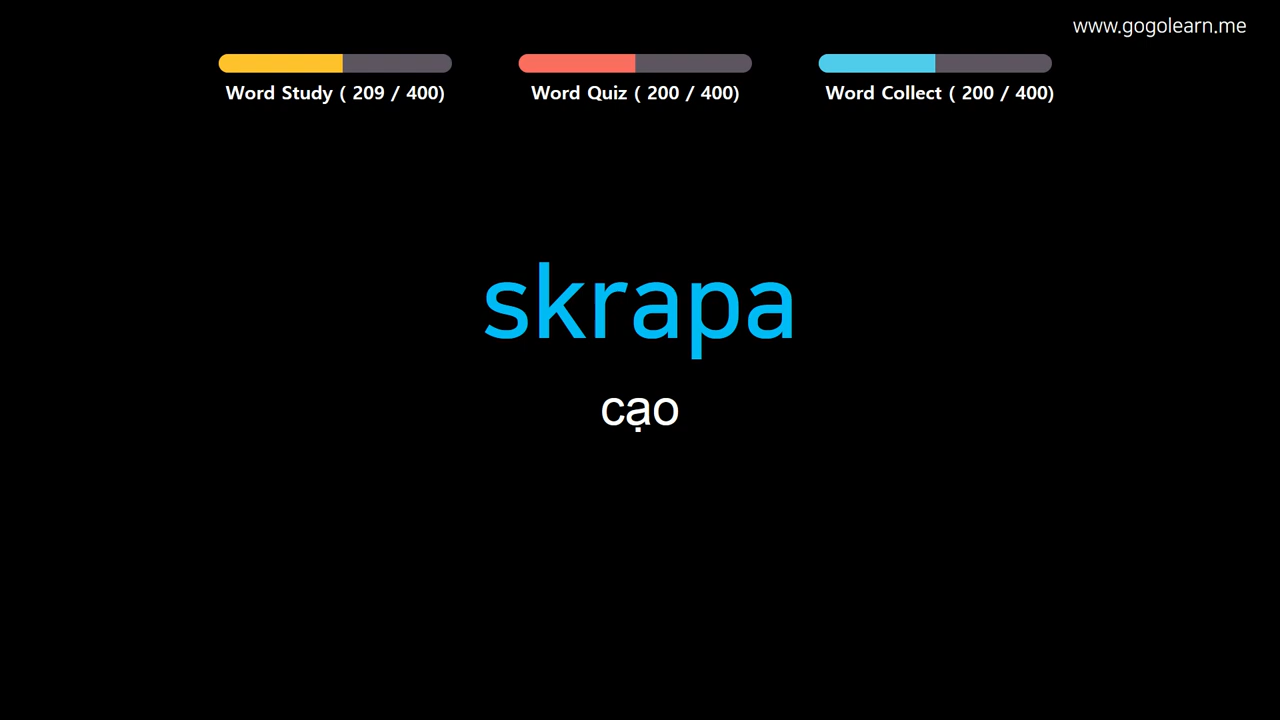 www.gogolearn.me
Word Study ( 209 / 400)
Word Quiz ( 200 / 400)
Word Collect ( 200 / 400)
skrapa
cạo